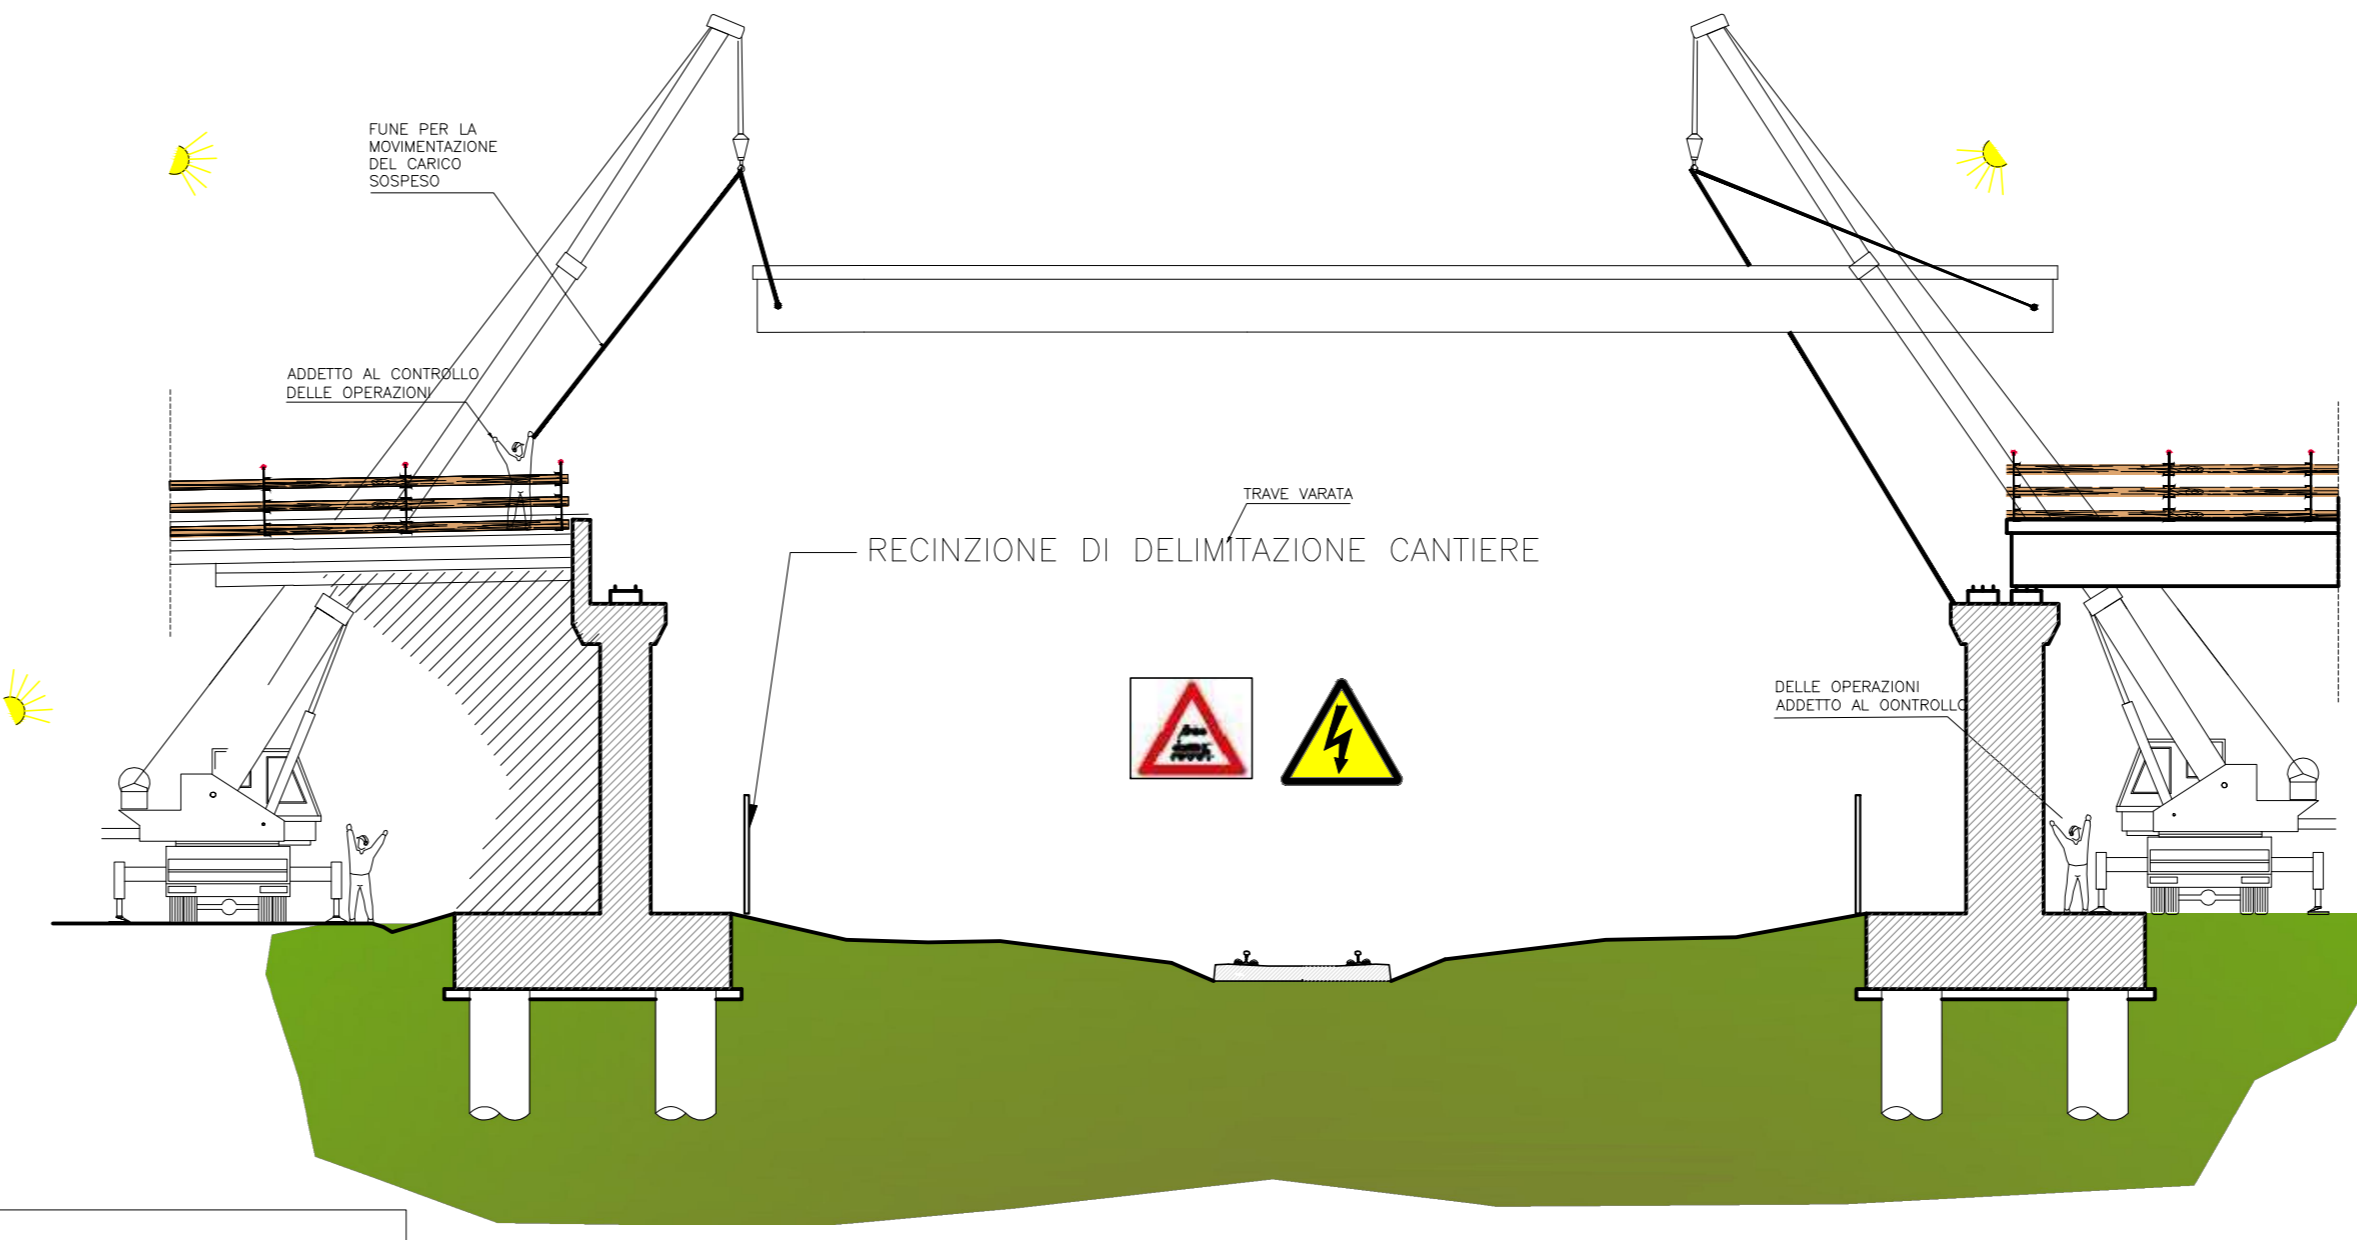 FUNE PER LA
MOVIMENTAZIONE
DEL CARICO
SOSPESO
ADDETTO AL CONTROLLO
DELLE OPERAZIONI
TRAVE VARATA
RECINZIONE DI DELIMITAZIONE CANTIERE
DELLE OPERAZIONI
ADDETTO AL OONTROLLO